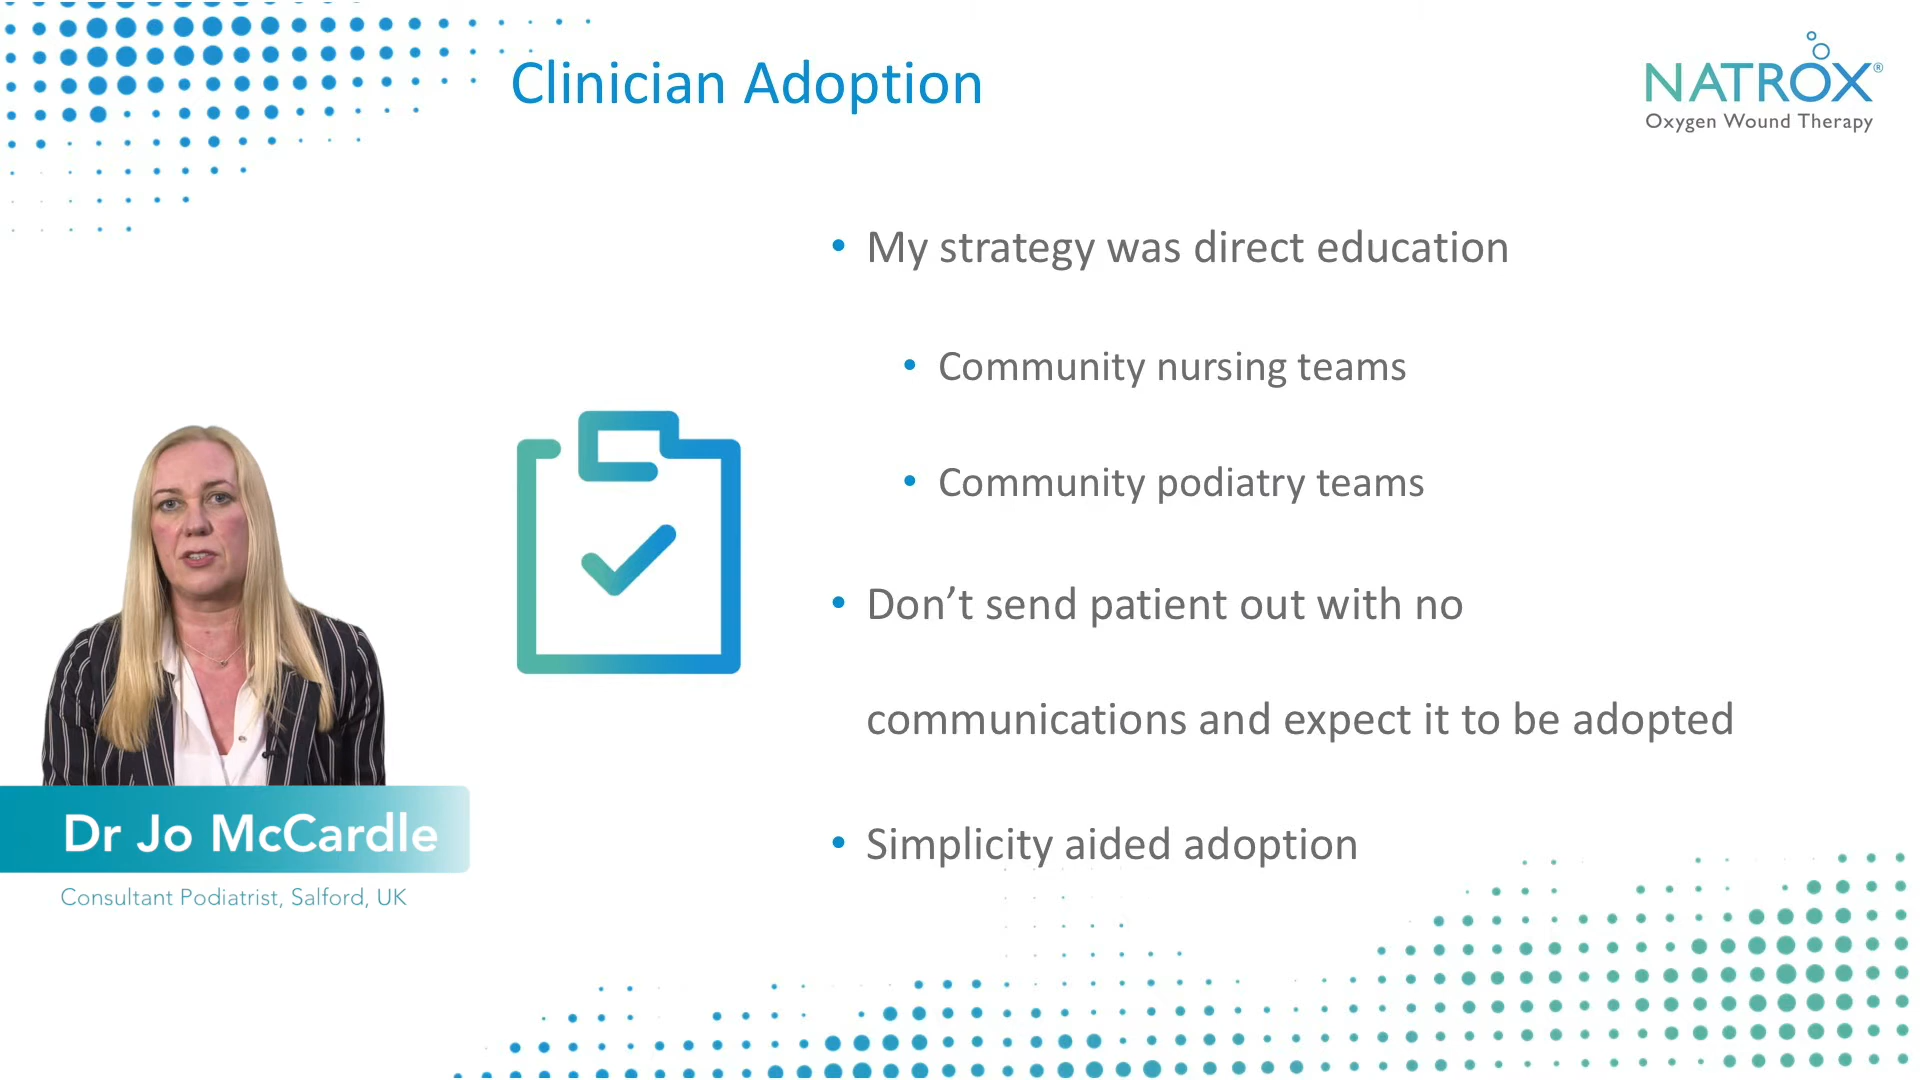 Clinician Adoption
NATROX®
Oxygen Wound Therapy
• My strategy was direct education
• Community nursing teams
• Community podiatry teams
• Don’t send patient out with no
communications and expect it to be adopted
• Simplicity aided adoption
Dr Jo McCardle
Consultant Podiatrist, Salford, UK